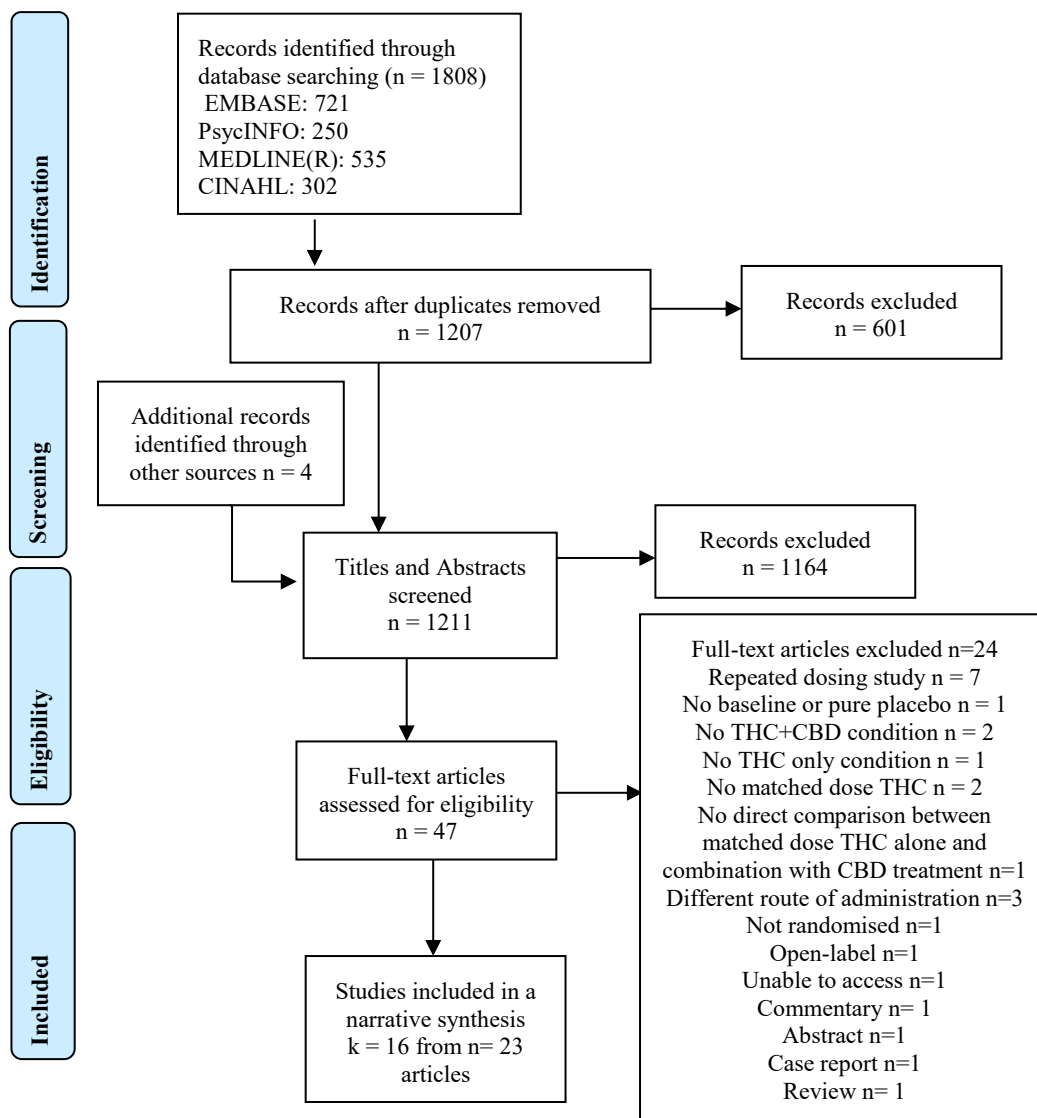 Identification
Records identified through
database searching (n = 1808)
EMBASE: 721
PsycINFO: 250
MEDLINE(R): 535
CINAHL: 302
Records after duplicates removed
n = 1207
Records excluded
n = 601
Screening
Additional records
identified through
other sources n = 4
Titles and Abstracts
screened
n = 1211
Records excluded
n = 1164
Eligibility
Full-text articles
assessed for eligibility
n = 47
Full-text articles excluded n=24
Repeated dosing study n = 7
No baseline or pure placebo n = 1
No THC+CBD condition n = 2
No THC only condition n = 1
No matched dose THC n = 2
No direct comparison between
matched dose THC alone and
combination with CBD treatment n=1
Different route of administration n=3
Not randomised n=1
Open-label n=1
Unable to access n=1
Commentary n= 1
Abstract n=1
Case report n=1
Review n= 1
Included
Studies included in a
narrative synthesis
k = 16 from n= 23
articles